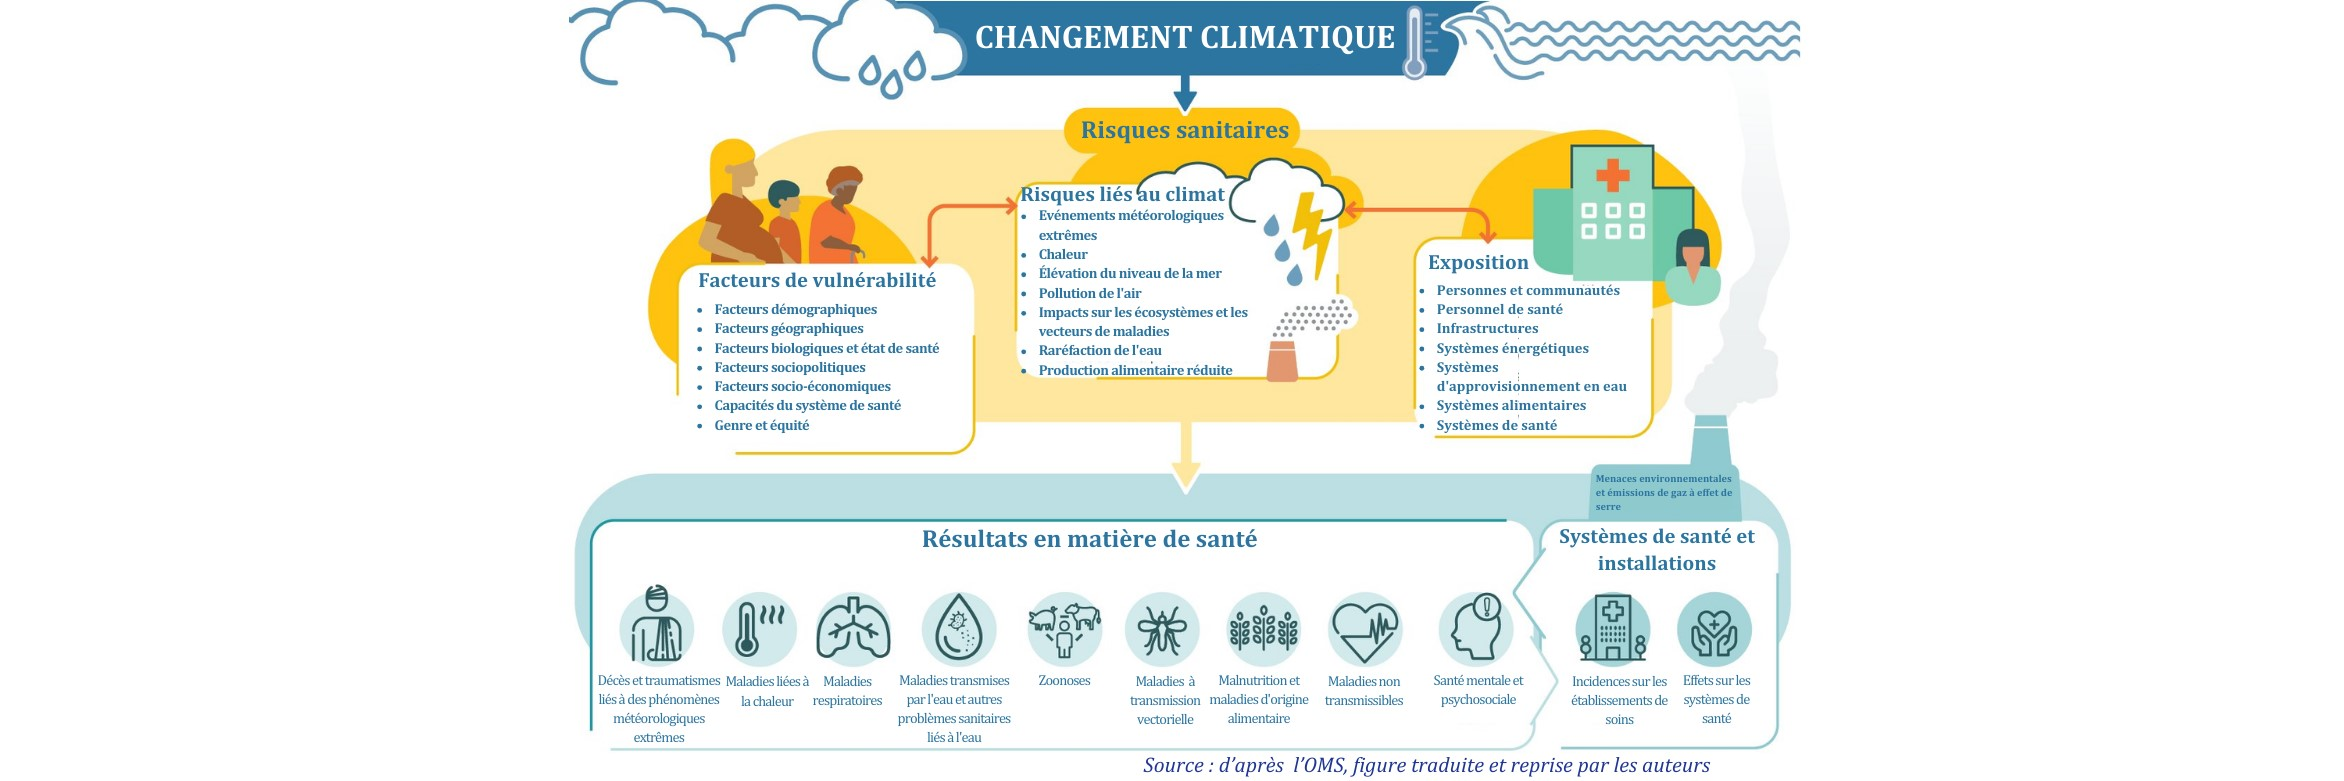 CHANGEMENT CLIMATIQUE
Risques sanitaires
Facteurs de vulnérabilité
Facteurs démographiques
Facteurs géographiques
Facteurs biologiques et état de santé
Facteurs sociopolitiques
Facteurs socio-économiques
Capacités du système de santé
Genre et équité
Risques liés au climat
Evénements météorologiques
extrêmes
Chaleur
Élévation du niveau de la mer
Pollution de l'air
Impacts sur les écosystèmes et les
vecteurs de maladies
Raréfaction de l'eau
Production alimentaire réduite
Exposition
Personnes et communautés
Personnel de santé
Infrastructures
Systèmes énergétiques
Systèmes
d'approvisionnement en eau
Systèmes alimentaires
Systèmes de santé
Menaces environnementales
et émissions de gaz à effet de
serre
Résultats en matière de santé
Décès et traumatismes
liés à des phénomènes
météorologiques
extrêmes
Maladies liées à
la chaleur
Maladies
respiratoires
Maladies transmises
par l'eau et autres
problèmes sanitaires
liés à l'eau
Zoonoses
Maladies à
transmission
vectorielle
Malnutrition et
maladies d'origine
alimentaire
Maladies non
transmissibles
Santé mentale et
psychosociale
Systèmes de santé et
installations
Incidences sur les
établissements de
soins
Effets sur les
systèmes de
santé
Source : d'après l'OMS, figure traduite et reprise par les auteurs